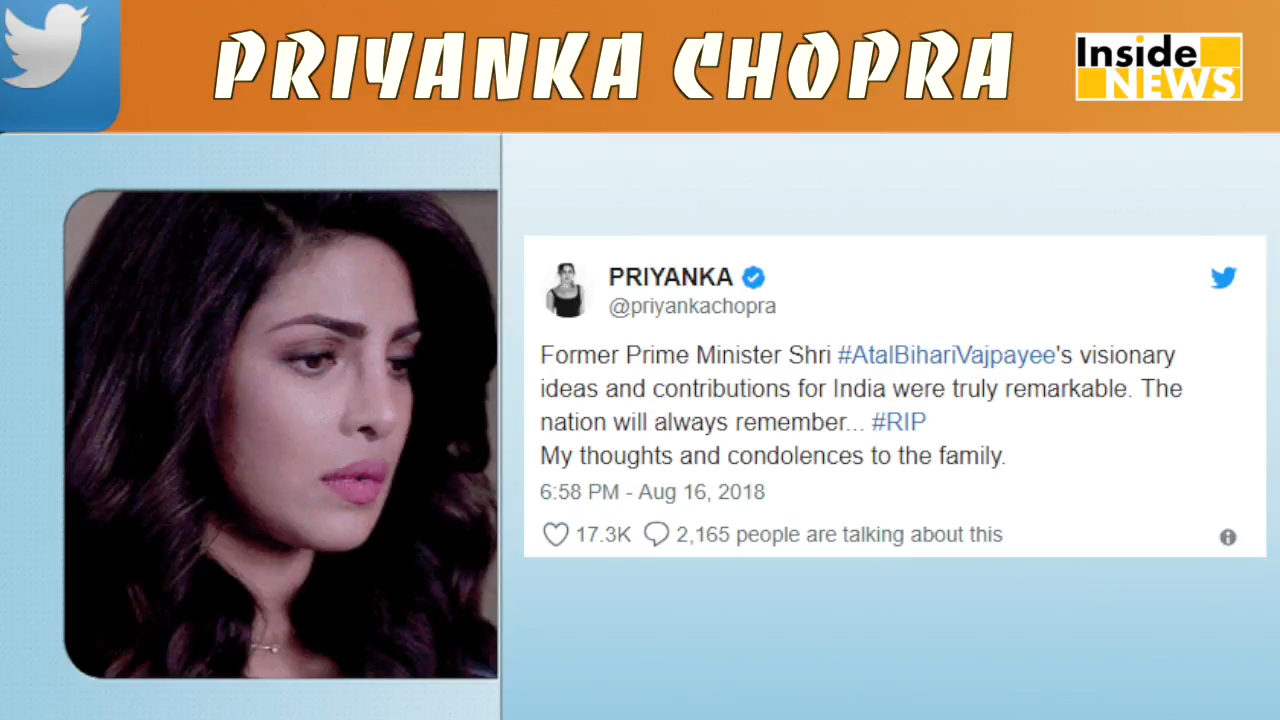 PRIYANKA CHOPRA
Inside
NEWS
PRIYANKA
@priyankachopra
Former Prime Minister Shri #AtalBihariVajpayee's visionary
ideas and contributions for India were truly remarkable. The
nation will always remember... #RIP
My thoughts and condolences to the family.
6:58 PM - Aug 16, 2018
17.3K 2,165 people are talking about this